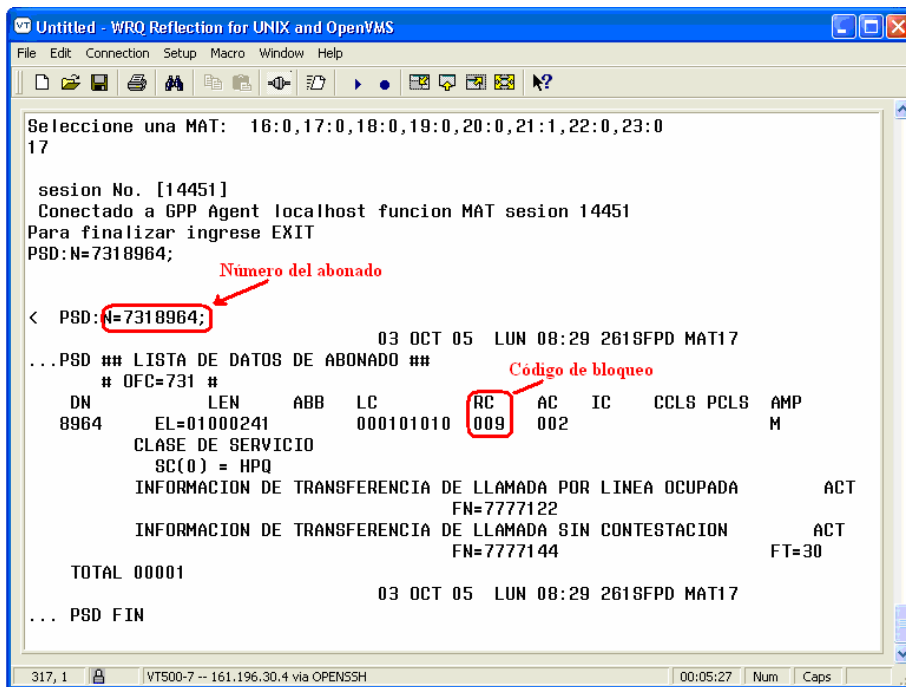 Untitled - WRQ Reflection for UNIX and OpenVMS
File Edit Connection Setup Macro Window Help
Seleccione una MAT: 16:0,17:0,18:0,19:0,20:0,21:1,22:0,23:0
17
sesion No. [14451]
Conectado a GPP Agent localhost funcion MAT sesion 14451
Para finalizar ingrese EXIT
PSD:N=7318964;
Número del abonado
< PSD:N=7318964;
03 OCT 05 LUN 08:29 261SFPD MAT17
...PSD ## LISTA DE DATOS DE ABONADO ##
Código de bloqueo
# OFC=731 #
DN LEN ABB LC RC AC IC CCLS PCLS AMP
8964 EL=01000241 000101010 009 002 M
CLASE DE SERVICIO
SC(0) = HPQ
INFORMACION DE TRANSFERENCIA DE LLAMADA POR LINEA OCUPADA ACT
FN=7777122
INFORMACION DE TRANSFERENCIA DE LLAMADA SIN CONTESTACION ACT
FN=7777144 FT=30
TOTAL 00001
03 OCT 05 LUN 08:29 261SFPD MAT17
... PSD FIN
317, 1 VT500-7 -- 161.196.30.4 via OPENSSH 00:05:27 Num Caps